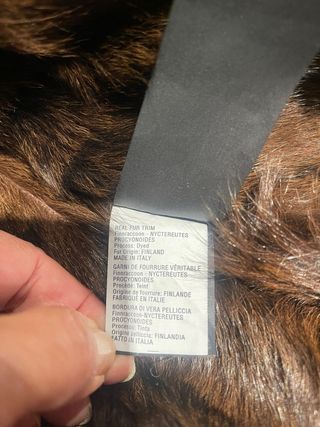 REAL FUR TRIM
Finnraccoon - NYCTEREUTES
PROCYONOIDES
Process: Dyed
Fur Origin: FINLAND
MADE IN ITALY
GARNI DE FOURRURE VÉRITABLE
Finnraccoon-NYCTEREUTES
PROCYONOIDES
Procédé: Teint
Origine de fourrure: FINLANDE
FABRIQUÉ EN ITALIE
BORDURA DI VERA PELLICCIA
Finnraccoon-NYCTEREUTES
PROCYONOIDES
Processo: Tinta
Origine pelliccia: FINLANDIA
FATTO IN ITALIA